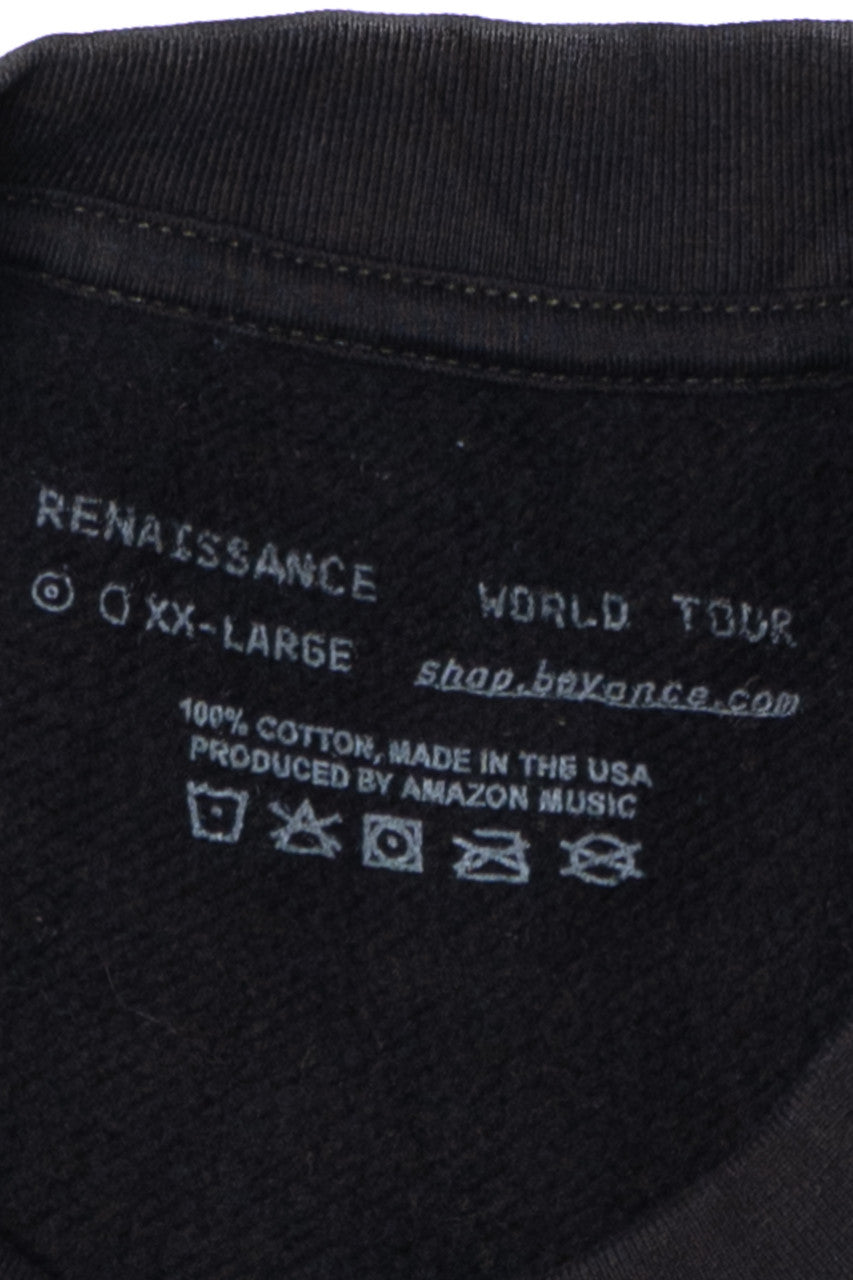 RENAISSANCE WORLD TOUR
XX-LARGE shop.beyonce.com
100% COTTON, MADE IN THE USA
PRODUCED BY AMAZON MUSIC